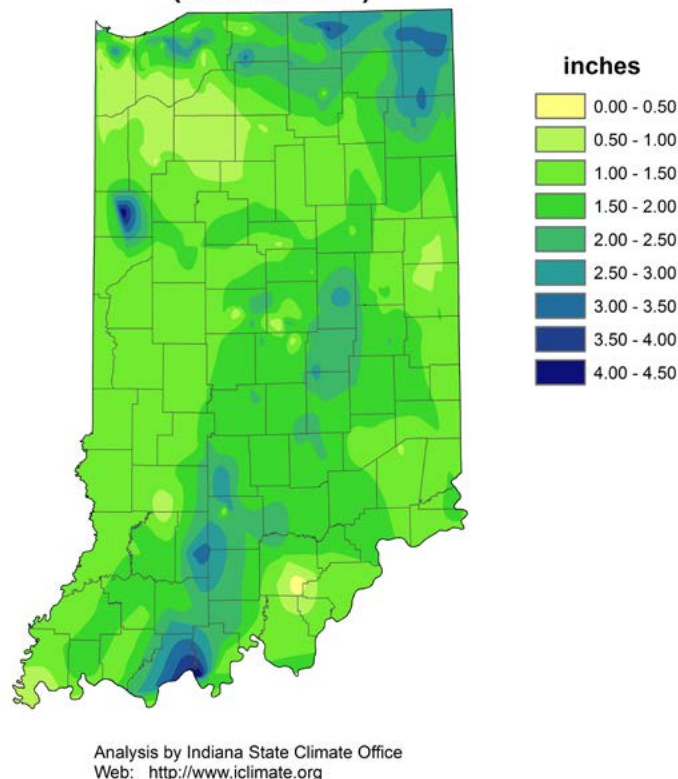 inches
0.00 - 0.50
0.50 - 1.00
1.00 - 1.50
1.50 - 2.00
2.00 - 2.50
2.50 - 3.00
3.00 - 3.50
3.50 - 4.00
4.00 - 4.50
Analysis by Indiana State Climate Office
Web: http://www.iclimate.org